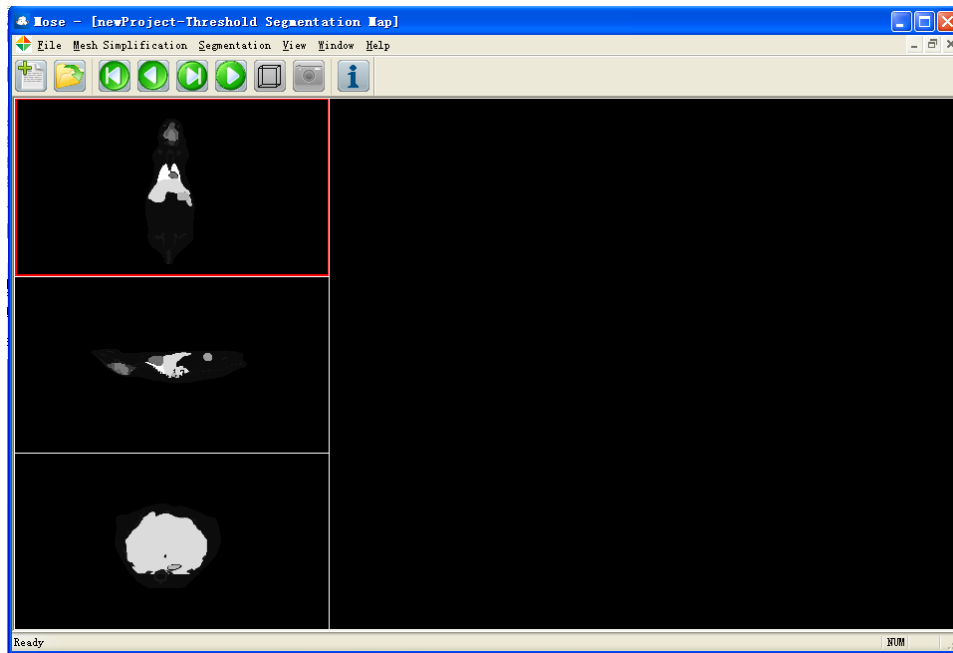 Mose - [newProject-Threshold Segmentation Map]
File Mesh Simplification Segmentation View Window Help
Ready NUM